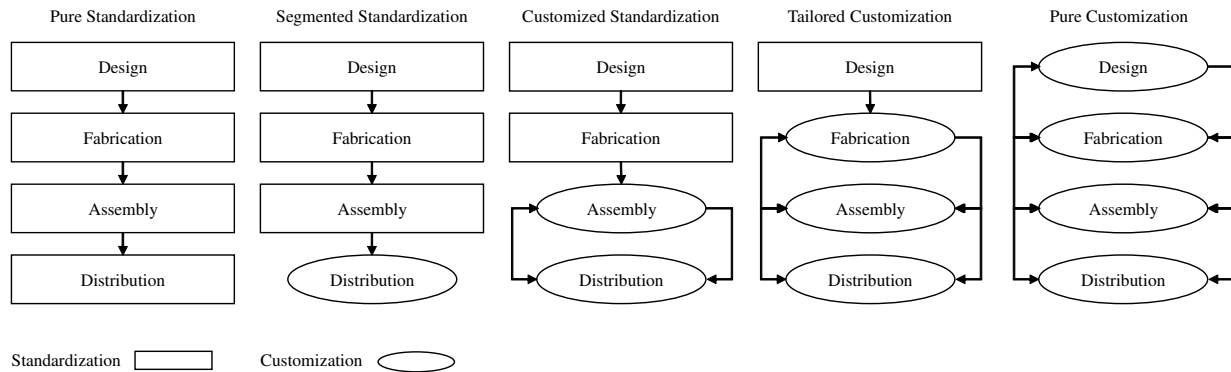 Pure Standardization
Segmented Standardization
Customized Standardization
Tailored Customization
Pure Customization
Design
Design
Design
Design
Design
Fabrication
Fabrication
Fabrication
Fabrication
Fabrication
Assembly
Assembly
Assembly
Assembly
Assembly
Distribution
Distribution
Distribution
Distribution
Distribution
Standardization
Customization